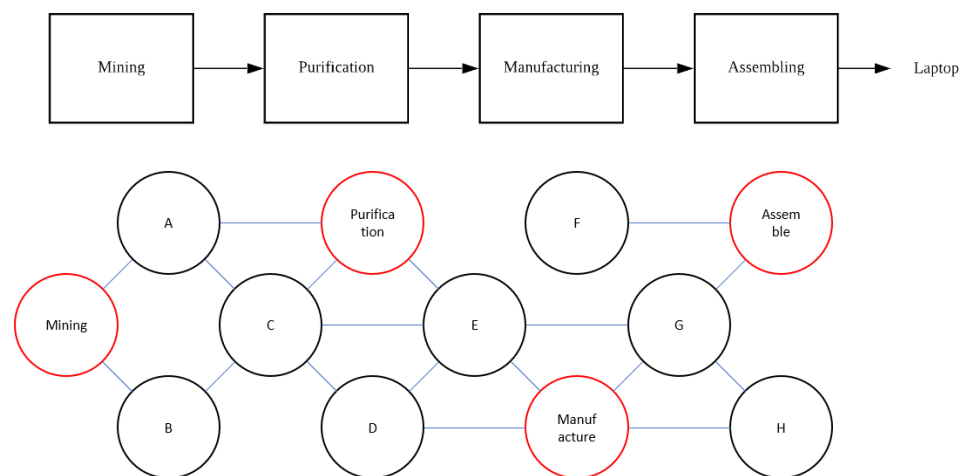 Mining
Purification
Manufacturing
Assembling
Laptop
A
Purifica
tion
F
Assem
ble
Mining
C
E
G
B
D
Manuf
acture
H